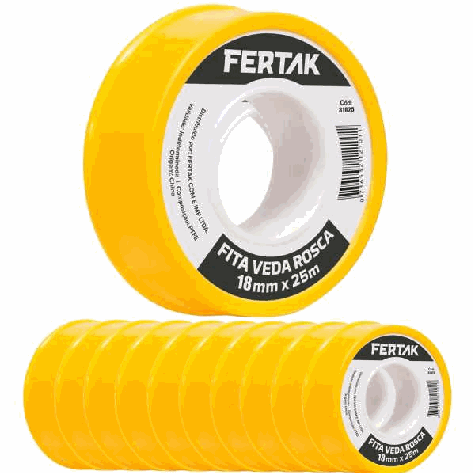 FERTAK
Cód:
31820
Distribuído por: FERTAK COM E IMP LTDA.
Validade: Indeterminada | Composição: PTFE
Origem: China
FITA VEDA ROSCA
18mm x 25m
FERTAK
FITA VEDA ROSCA
18mm x 25m